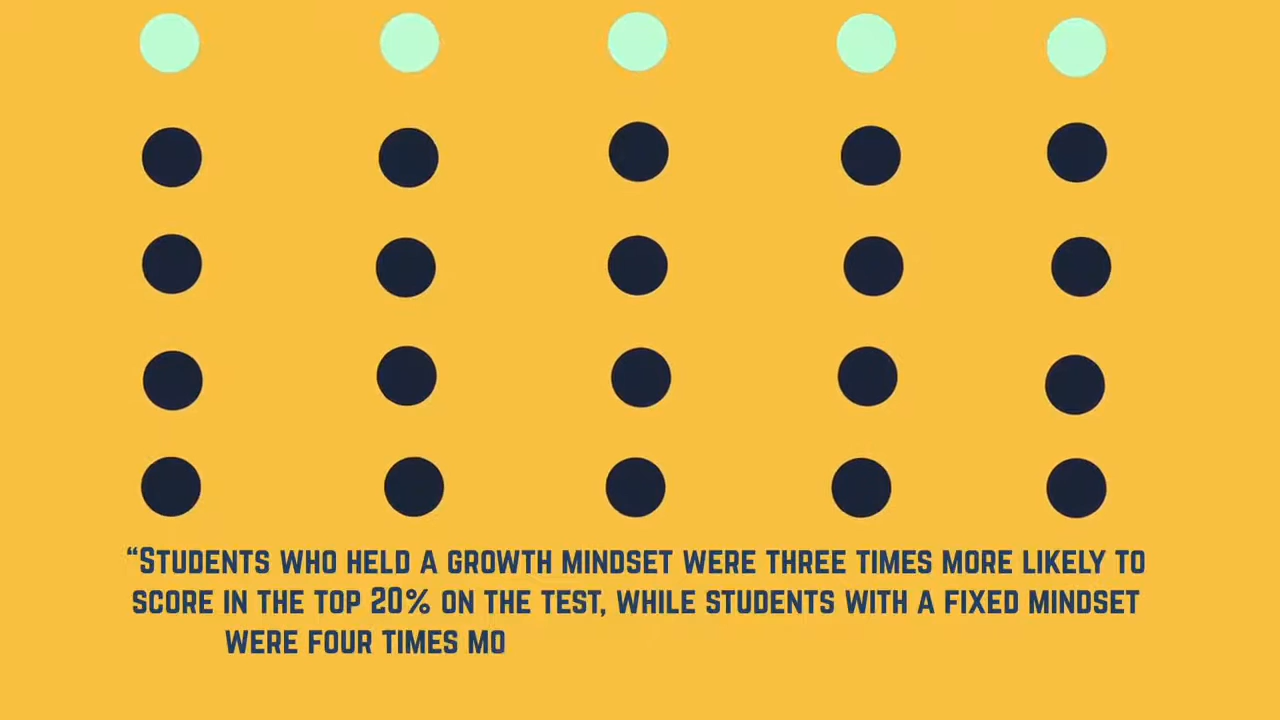 “Students who held a growth mindset were three times more likely to
score in the top 20% on the test, while students with a fixed mindset
were four times mo